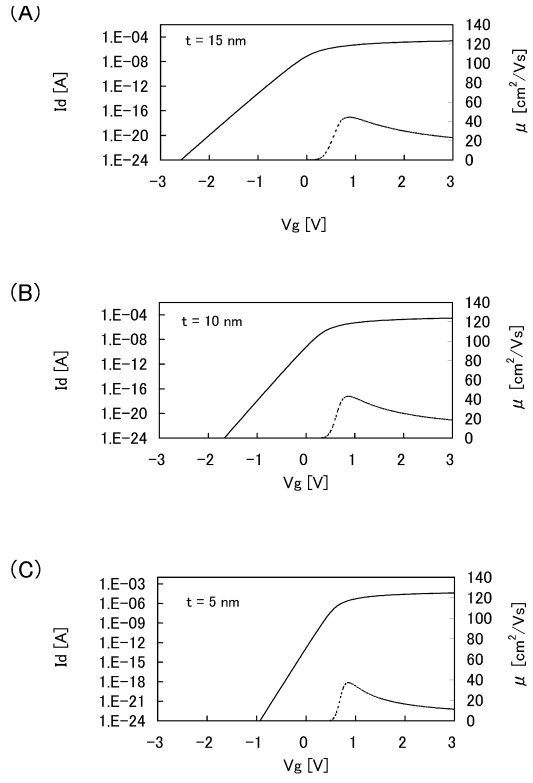 (A)
t = 15 nm
Id [A]
1.E-04
1.E-08
1.E-12
1.E-16
1.E-20
1.E-24
140
120
100
80
60
40
20
0
μ [cm²/Vs]
-3 -2 -1 0 1 2 3
Vg [V]
(B)
t = 10 nm
Id [A]
1.E-04
1.E-08
1.E-12
1.E-16
1.E-20
1.E-24
140
120
100
80
60
40
20
0
μ [cm²/Vs]
-3 -2 -1 0 1 2 3
Vg [V]
(C)
t = 5 nm
Id [A]
1.E-03
1.E-06
1.E-09
1.E-12
1.E-15
1.E-18
1.E-21
1.E-24
140
120
100
80
60
40
20
0
μ [cm²/Vs]
-3 -2 -1 0 1 2 3
Vg [V]